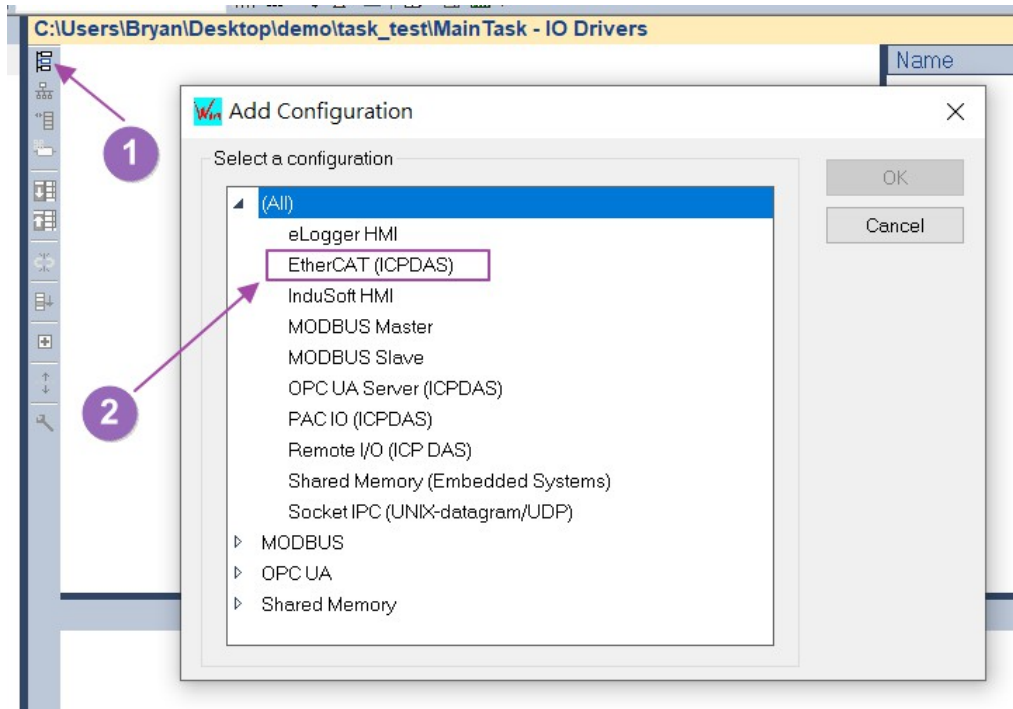 C:\Users\Bryan\Desktop\demo\task_test\MainTask - IO Drivers
Name
1
Win Add Configuration
Select a configuration
OK
(All)
Cancel
eLogger HMI
EtherCAT (ICPDAS)
InduSoft HMI
MODBUS Master
MODBUS Slave
OPC UA Server (ICPDAS)
2
PAC IO (ICPDAS)
Remote I/O (ICP DAS)
Shared Memory (Embedded Systems)
Socket IPC (UNIX-datagram/UDP)
MODBUS
OPC UA
Shared Memory